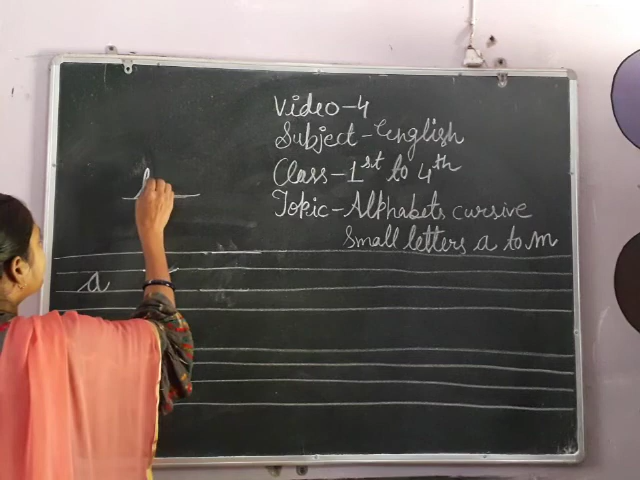 Video-4
Subject-English
Class-1st to 4th
Topic-Alphabets cursive
Small letters a to m
a